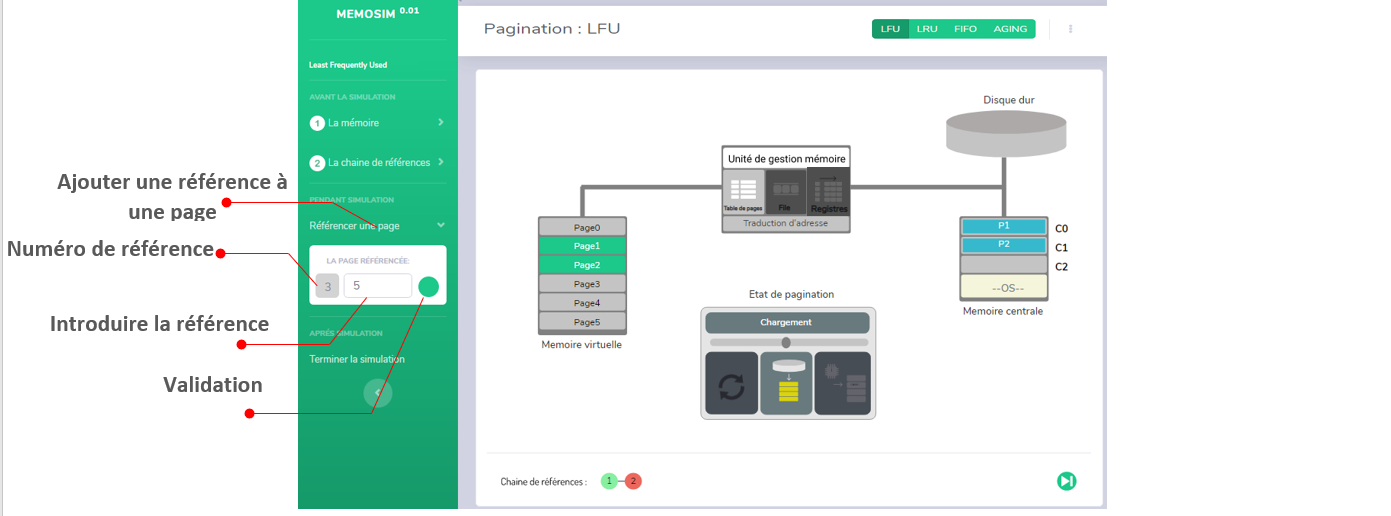 MEMOSIM 0.01
Least Frequently Used
AVANT LA SIMULATION
1 La mémoire
2 La chaine de références
PENDANT SIMULATION
Référencer une page
LA PAGE RÉFÉRENCÉE:
3 5
APRÉS SIMULATION
Terminer la simulation
Ajouter une référence à
une page
Numéro de référence
Introduire la référence
Validation
Pagination : LFU
LFU LRU FIFO AGING
Disque dur
Unité de gestion mémoire
Table de pages File Registres
Traduction d'adresse
Page0
Page1
Page2
Page3
Page4
Page5
Memoire virtuelle
P1 C0
P2 C1
C2
--OS--
Memoire centrale
Etat de pagination
Chargement
Chaine de références : 1 2